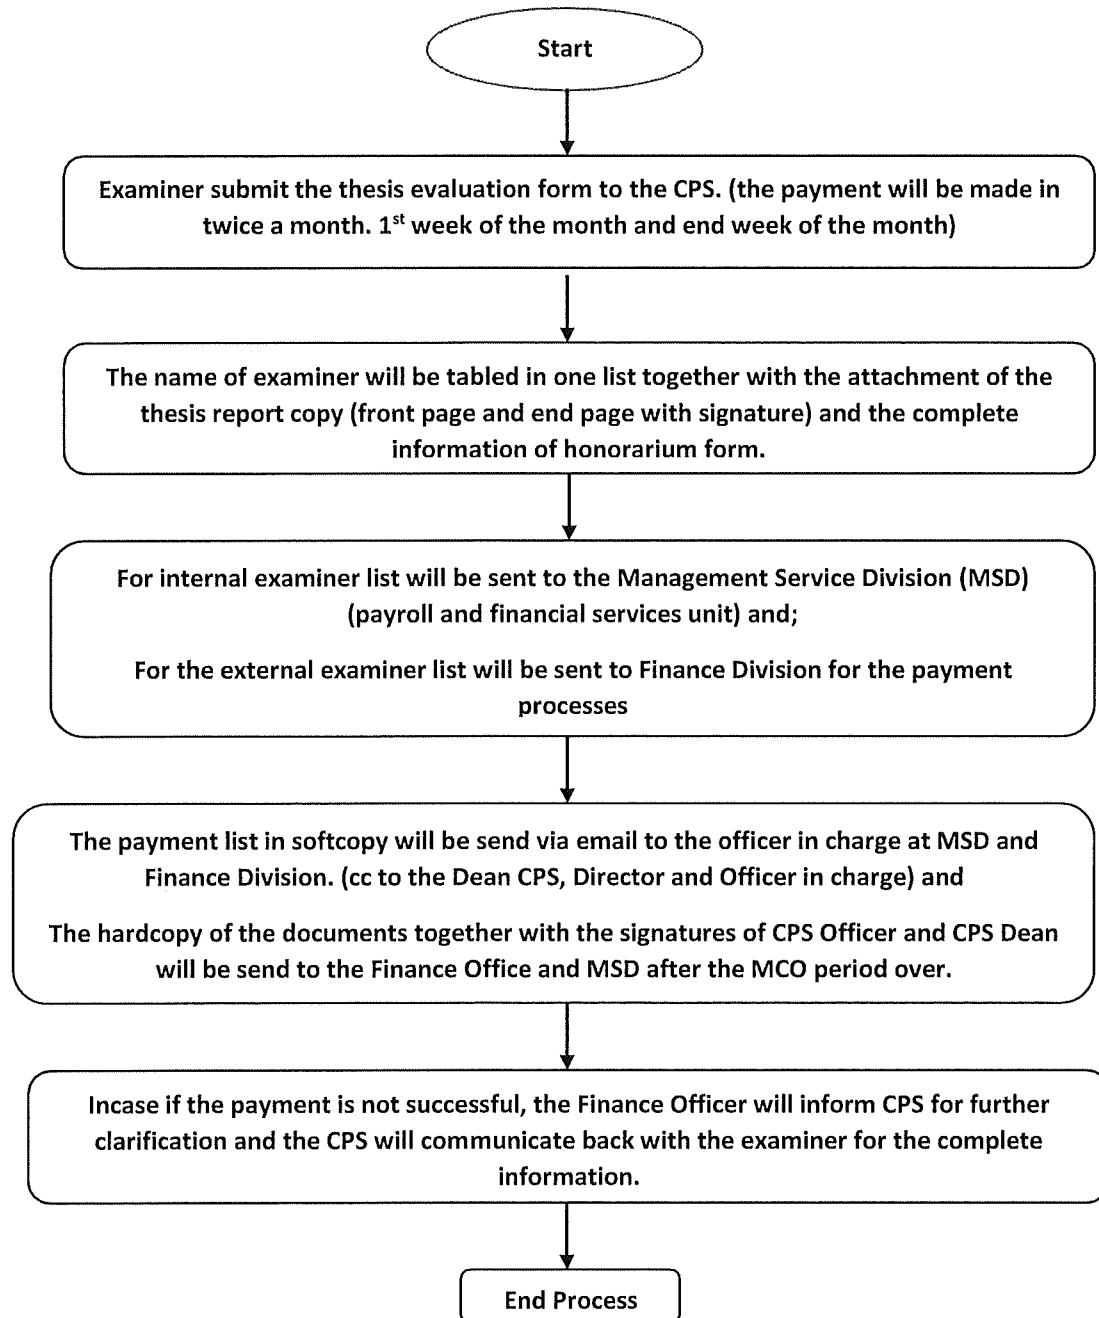 Start
Examiner submit the thesis evaluation form to the CPS. (the payment will be made in
twice a month. 1st week of the month and end week of the month)
The name of examiner will be tabled in one list together with the attachment of the
thesis report copy (front page and end page with signature) and the complete
information of honorarium form.
For internal examiner list will be sent to the Management Service Division (MSD)
(payroll and financial services unit) and;
For the external examiner list will be sent to Finance Division for the payment
processes
The payment list in softcopy will be send via email to the officer in charge at MSD and
Finance Division. (cc to the Dean CPS, Director and Officer in charge) and
The hardcopy of the documents together with the signatures of CPS Officer and CPS Dean
will be send to the Finance Office and MSD after the MCO period over.
Incase if the payment is not successful, the Finance Officer will inform CPS for further
clarification and the CPS will communicate back with the examiner for the complete
information.
End Process